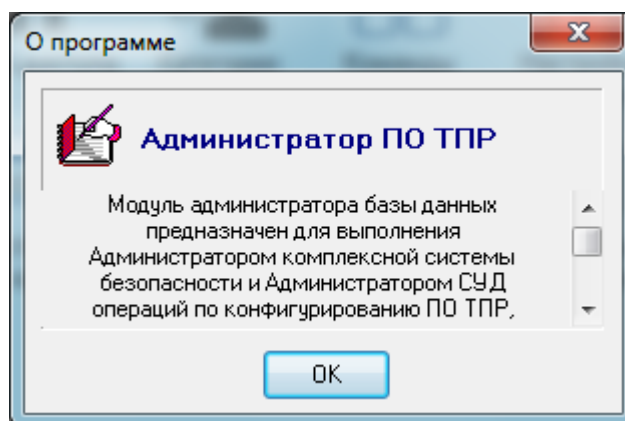 О программе
Администратор ПО ТПР
Модуль администратора базы данных
предназначен для выполнения
Администратором комплексной системы
безопасности и Администратором СУД
операций по конфигурированию ПО ТПР,
OK